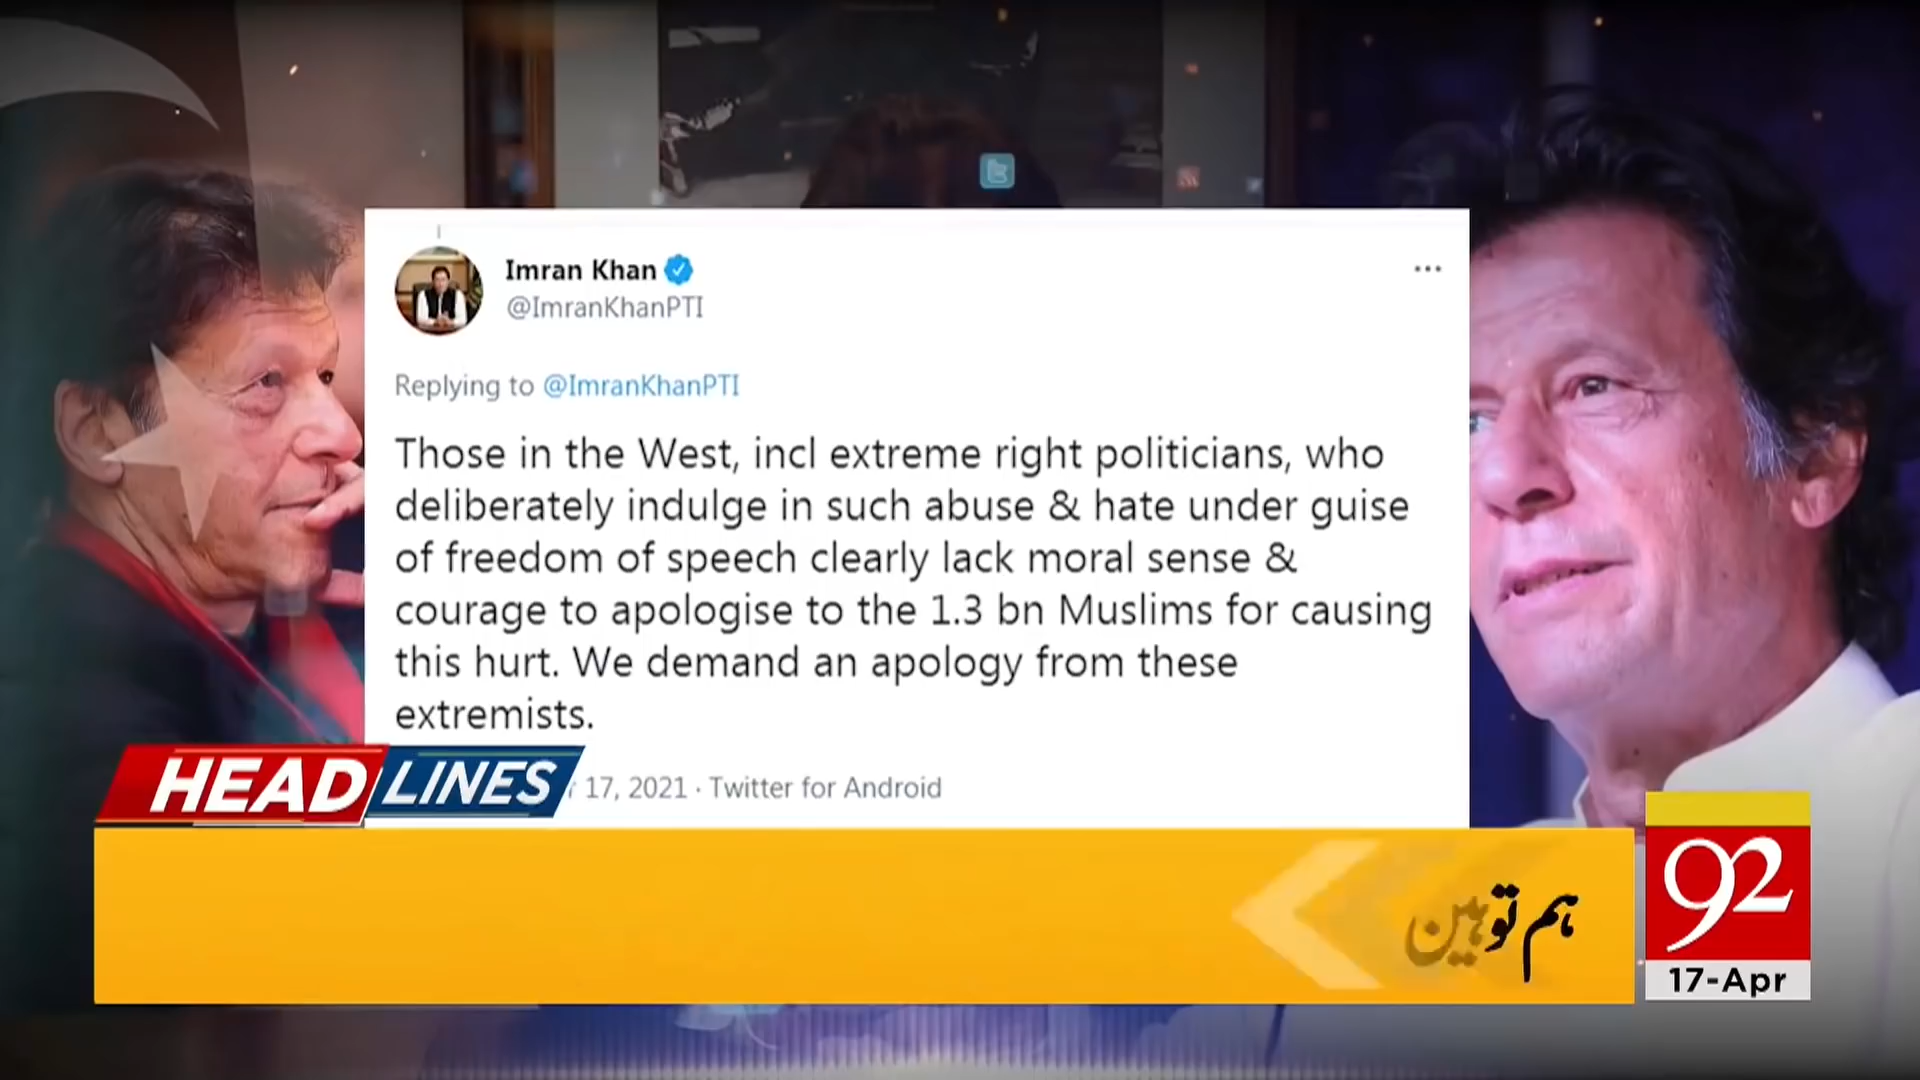 Imran Khan
@ImranKhanPTI
Replying to @ImranKhanPTI
Those in the West, incl extreme right politicians, who
deliberately indulge in such abuse & hate under guise
of freedom of speech clearly lack moral sense &
courage to apologise to the 1.3 bn Muslims for causing
this hurt. We demand an apology from these
extremists.
17, 2021 · Twitter for Android
HEADLINES
ہم توہین
92
17-Apr